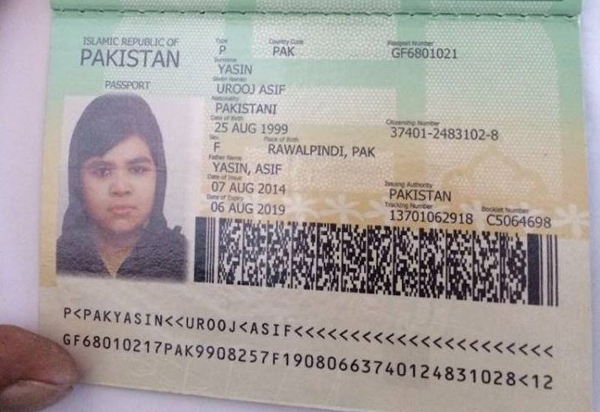 ISLAMIC REPUBLIC OF
PAKISTAN
PASSPORT
Type Country Code Passport Number
P PAK GF6801021
Surname
YASIN
Given Names
UROOJ ASIF
Nationality
PAKISTANI
Date of Birth Citizenship Number
25 AUG 1999 37401-2483102-8
Sex Place of Birth
F RAWALPINDI, PAK
Father Name
YASIN, ASIF
Date of Issue Issuing Authority
07 AUG 2014 PAKISTAN
Date of Expiry Tracking Number Booklet Number
06 AUG 2019 13701062918 C5064698
P<PAKYASIN<<UROOJ<ASIF<<<<<<<<<<<<<<<<<<<<<<
GF68010217PAK9908257F1908066374012483​1028<12